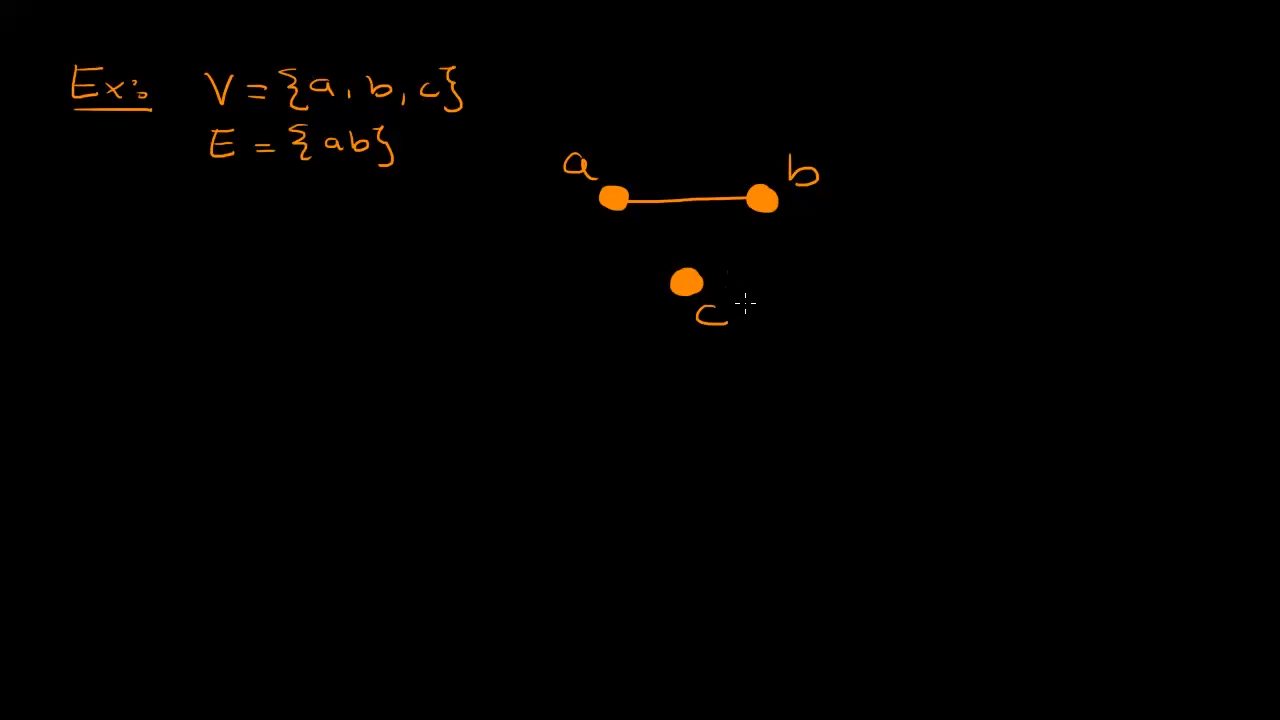 Ex: V = {a, b, c}
E = {ab}
a
b
c